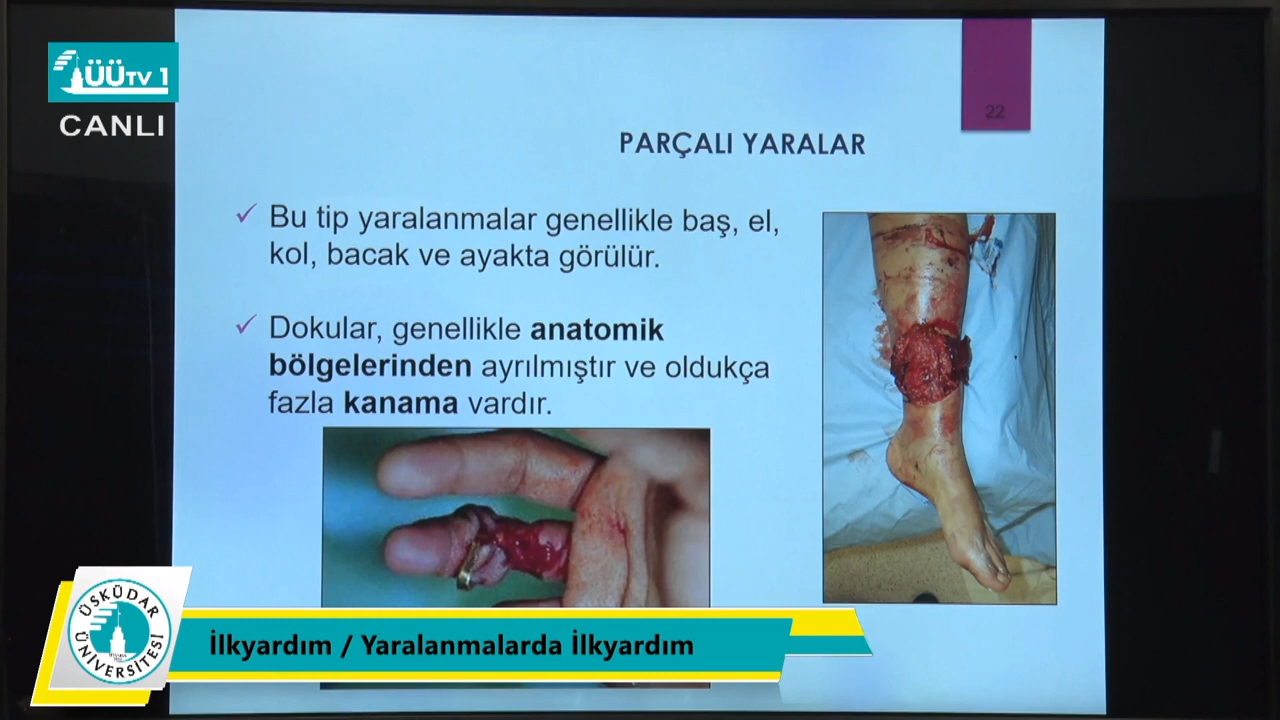 ÜÜTV 1
CANLI
22
PARÇALI YARALAR
✓ Bu tip yaralanmalar genellikle baş, el,
kol, bacak ve ayakta görülür.
✓ Dokular, genellikle anatomik
bölgelerinden ayrılmıştır ve oldukça
fazla kanama vardır.
ÜSKÜDAR
ÜNİVERSİTESİ
İlkyardım / Yaralanmalarda İlkyardım